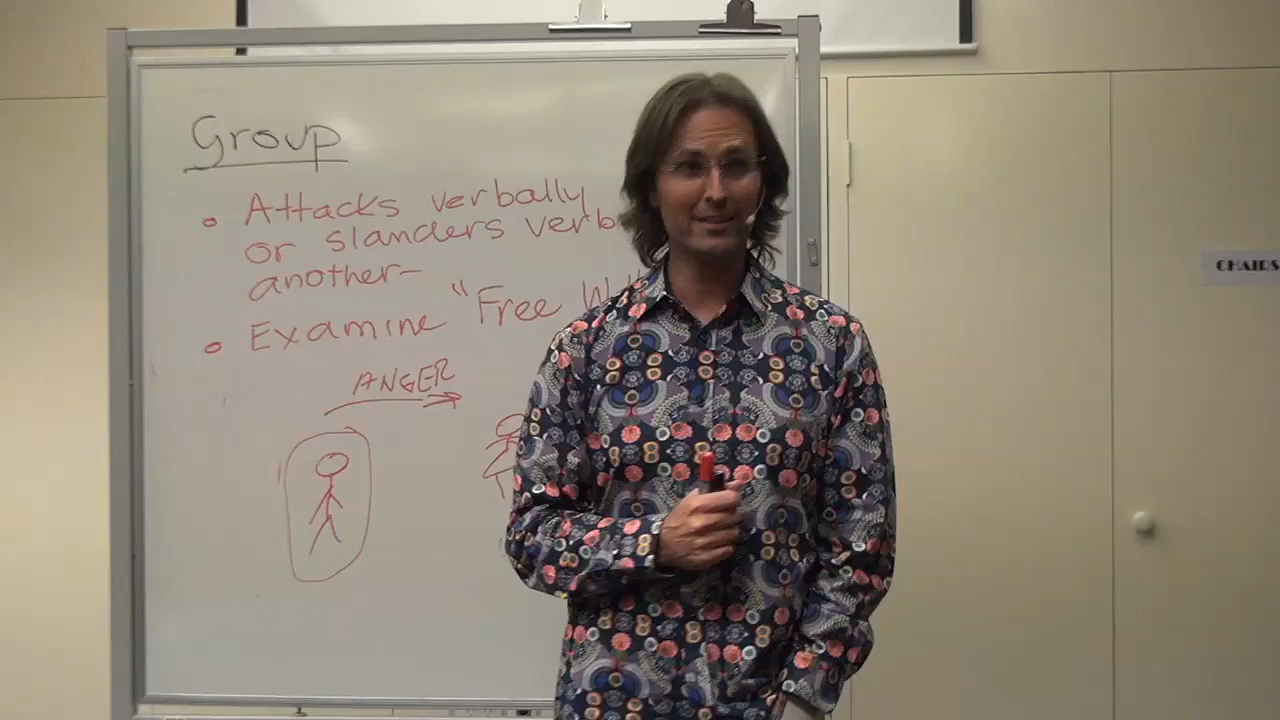 Group
• Attacks verbally
or slanders verb
another-
• Examine "Free W
ANGER
CHAIRS